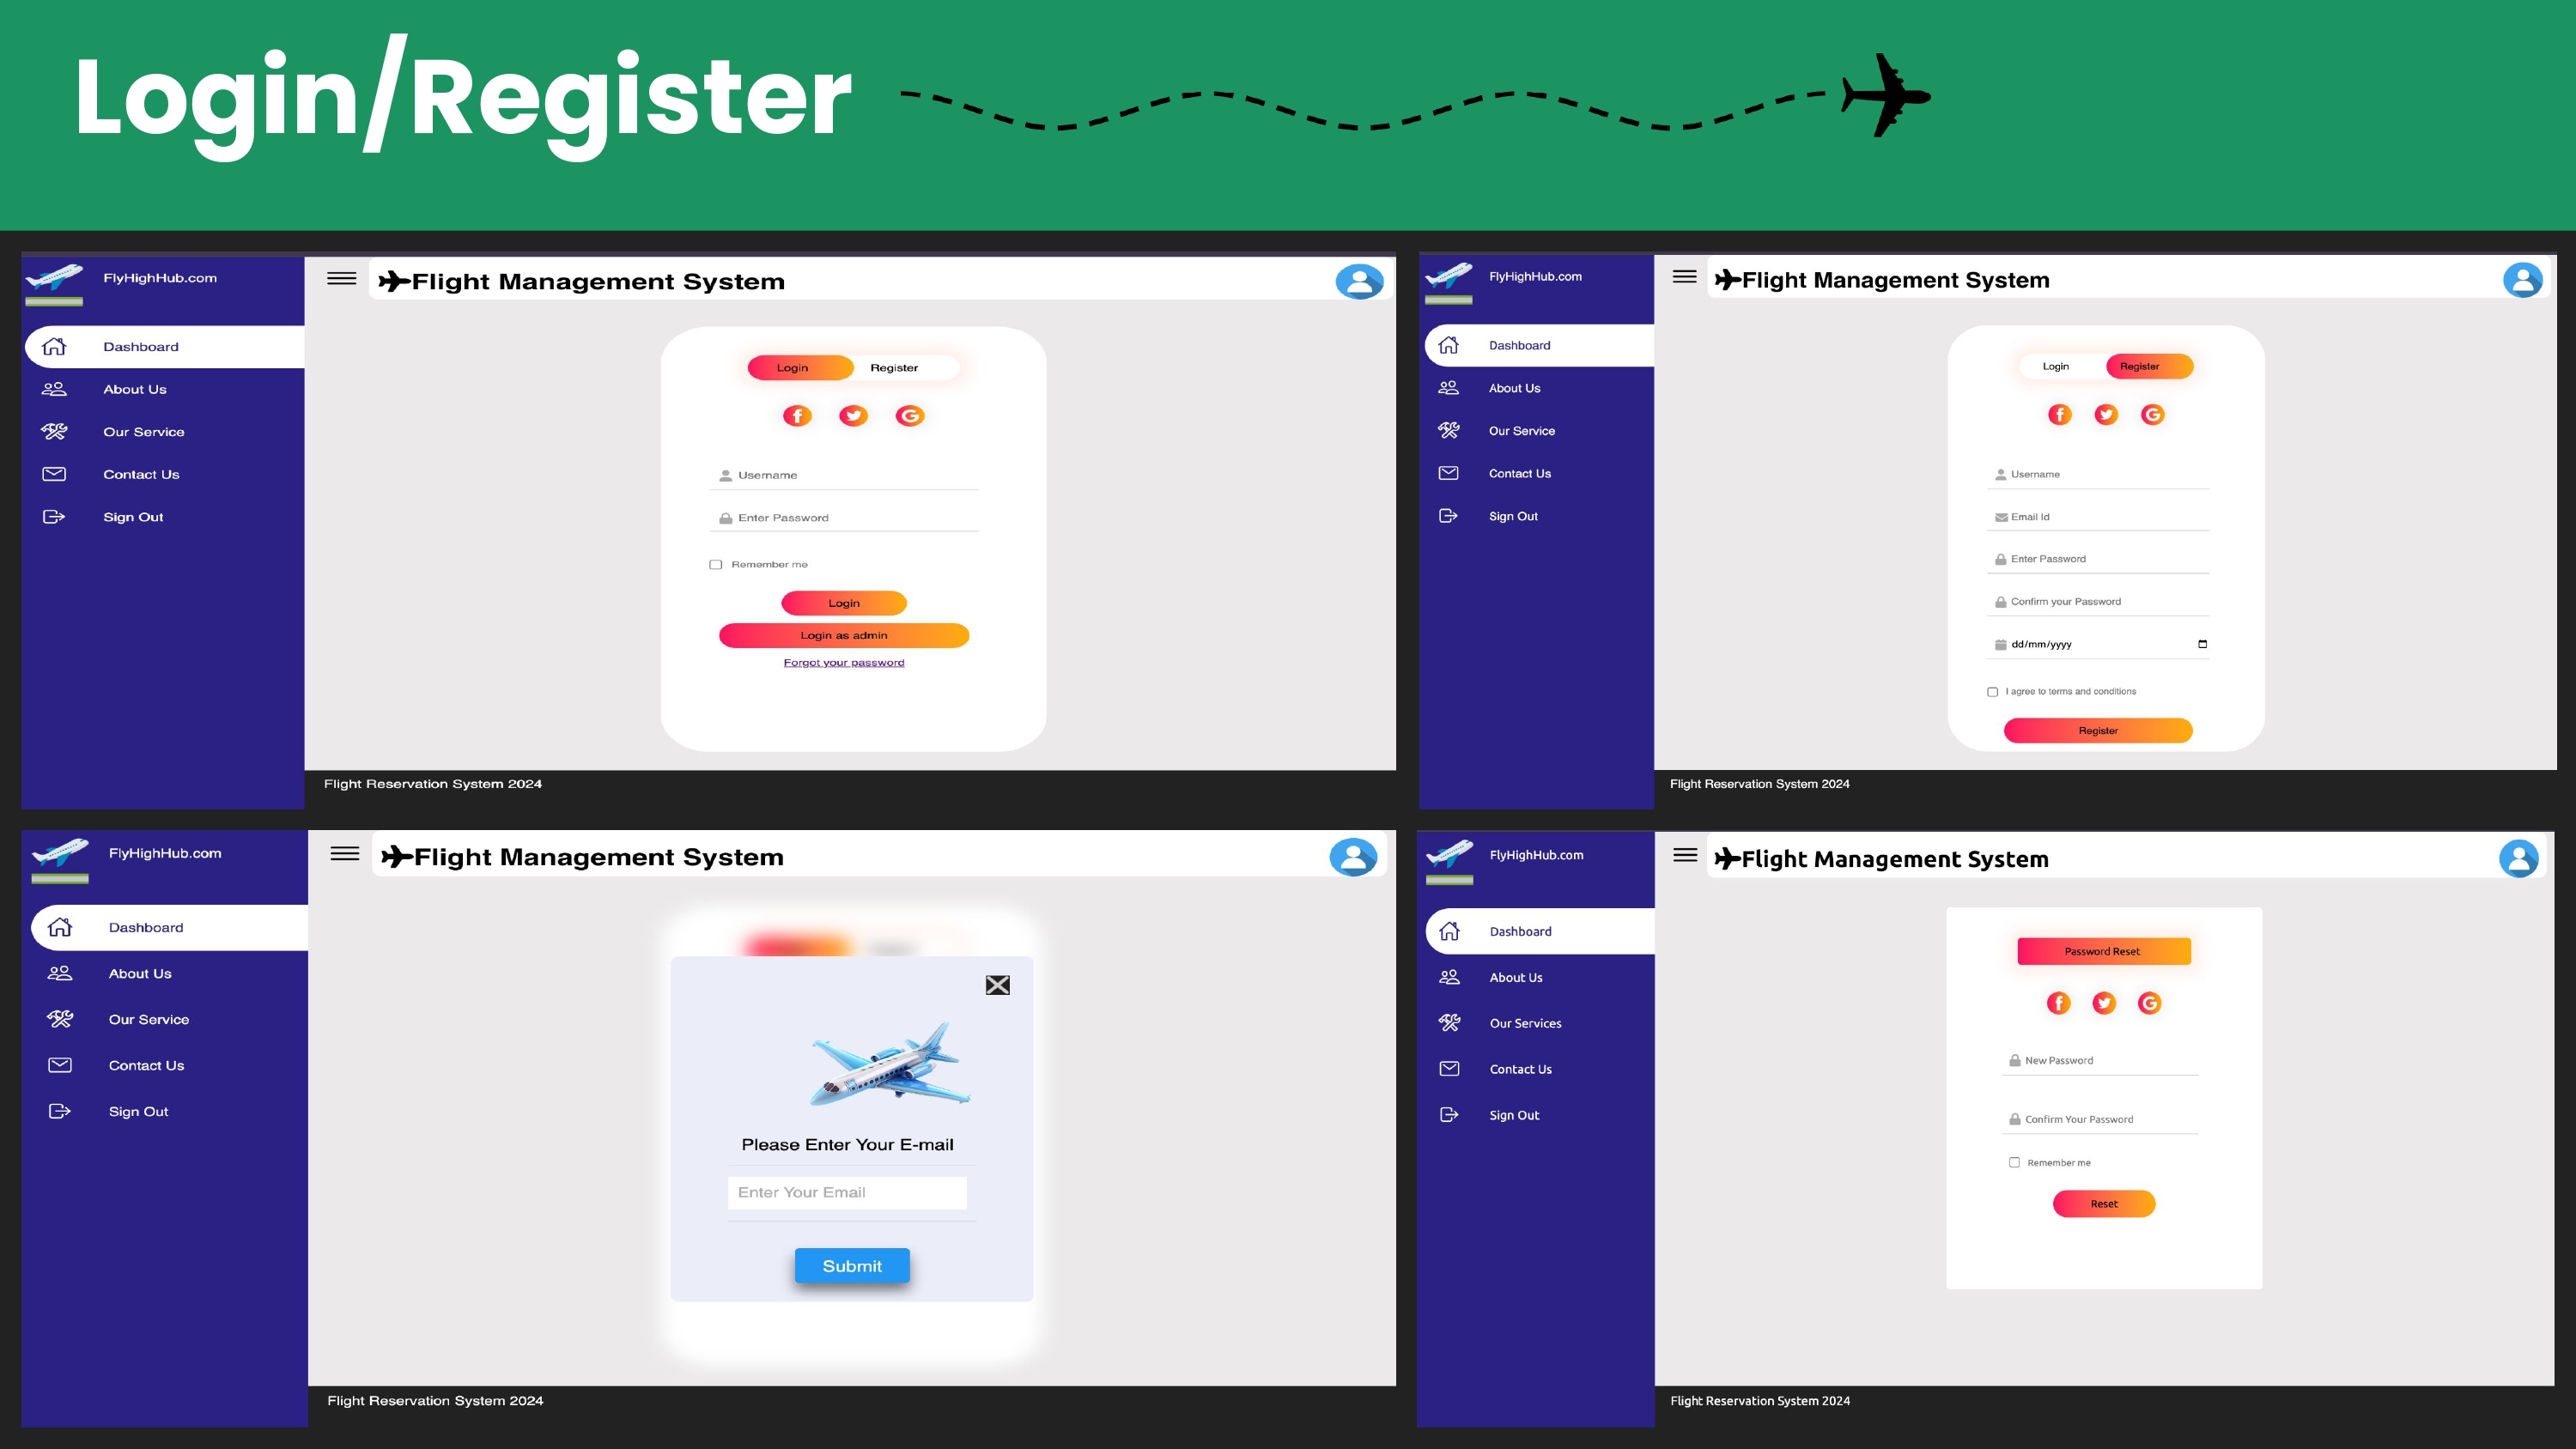 Login/Register
FlyHighHub.com
Flight Management System
Dashboard
About Us
Our Service
Contact Us
Sign Out
Login Register
Username
Enter Password
Remember me
Login
Login as admin
Forgot your password
Flight Reservation System 2024
FlyHighHub.com
Flight Management System
Dashboard
About Us
Our Service
Contact Us
Sign Out
Login Register
Username
Email Id
Enter Password
Confirm your Password
dd/mm/yyyy
I agree to terms and conditions
Register
Flight Reservation System 2024
FlyHighHub.com
Flight Management System
Dashboard
About Us
Our Service
Contact Us
Sign Out
Please Enter Your E-mail
Enter Your Email
Submit
Flight Reservation System 2024
FlyHighHub.com
Flight Management System
Dashboard
About Us
Our Services
Contact Us
Sign Out
Password Reset
New Password
Confirm Your Password
Remember me
Reset
Flight Reservation System 2024